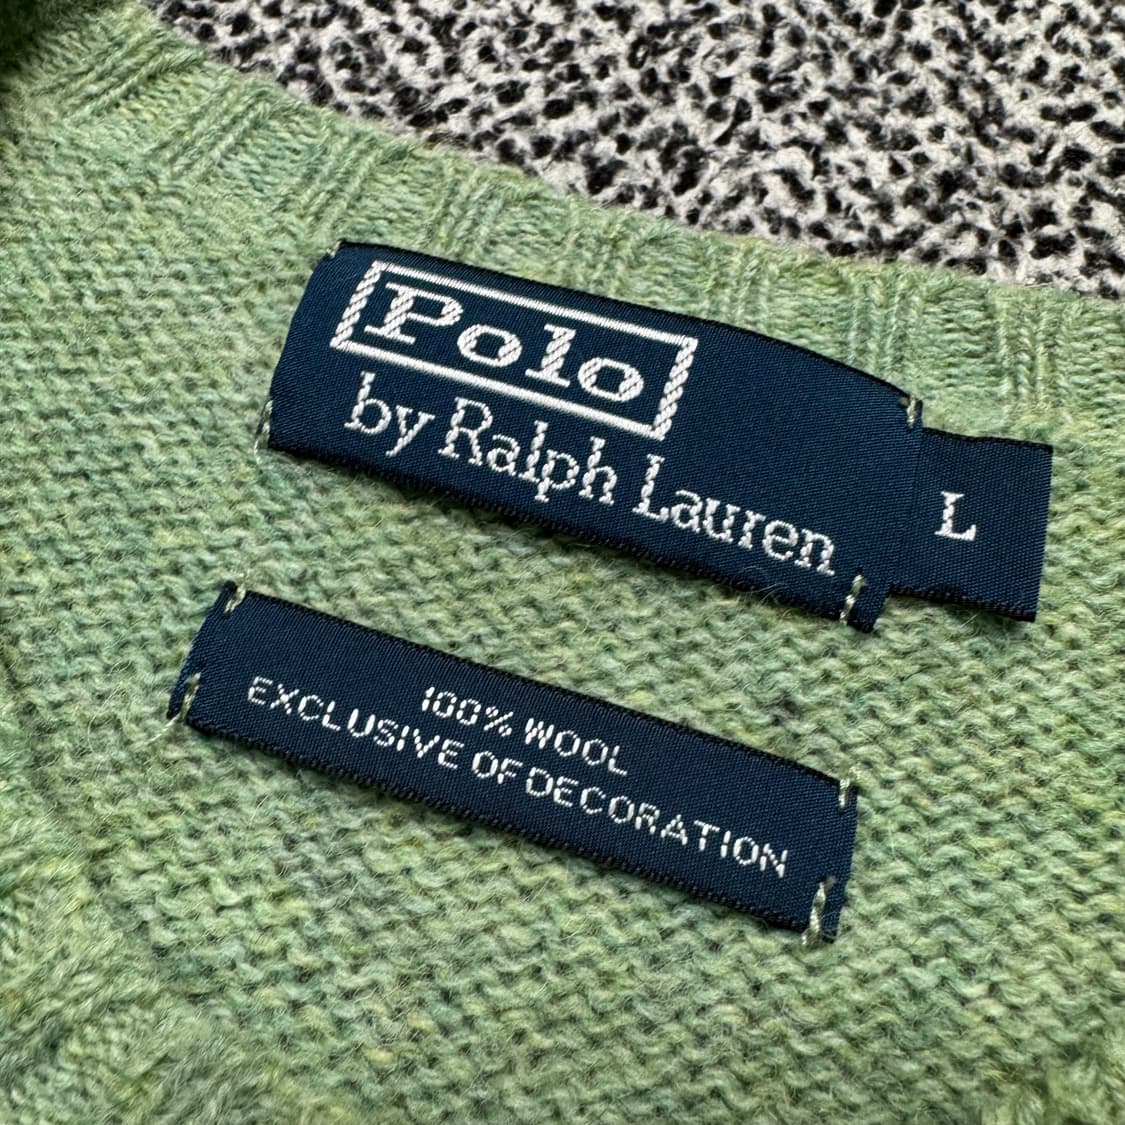 Polo
by Ralph Lauren
L
100% WOOL
EXCLUSIVE OF DECORATION